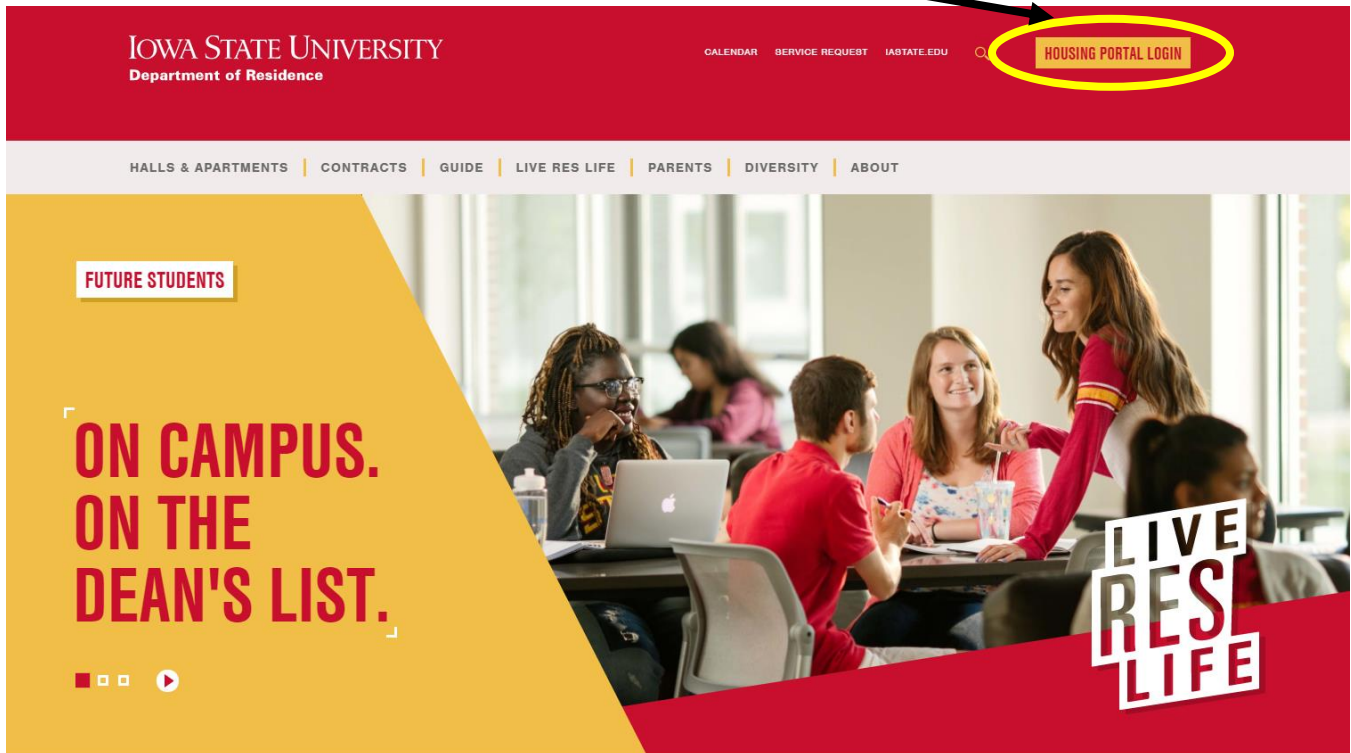 IOWA STATE UNIVERSITY
Department of Residence
CALENDAR SERVICE REQUEST IASTATE.EDU
HOUSING PORTAL LOGIN
HALLS & APARTMENTS CONTRACTS GUIDE LIVE RES LIFE PARENTS DIVERSITY ABOUT
FUTURE STUDENTS
ON CAMPUS.
ON THE
DEAN'S LIST.
LIVE
RES
LIFE